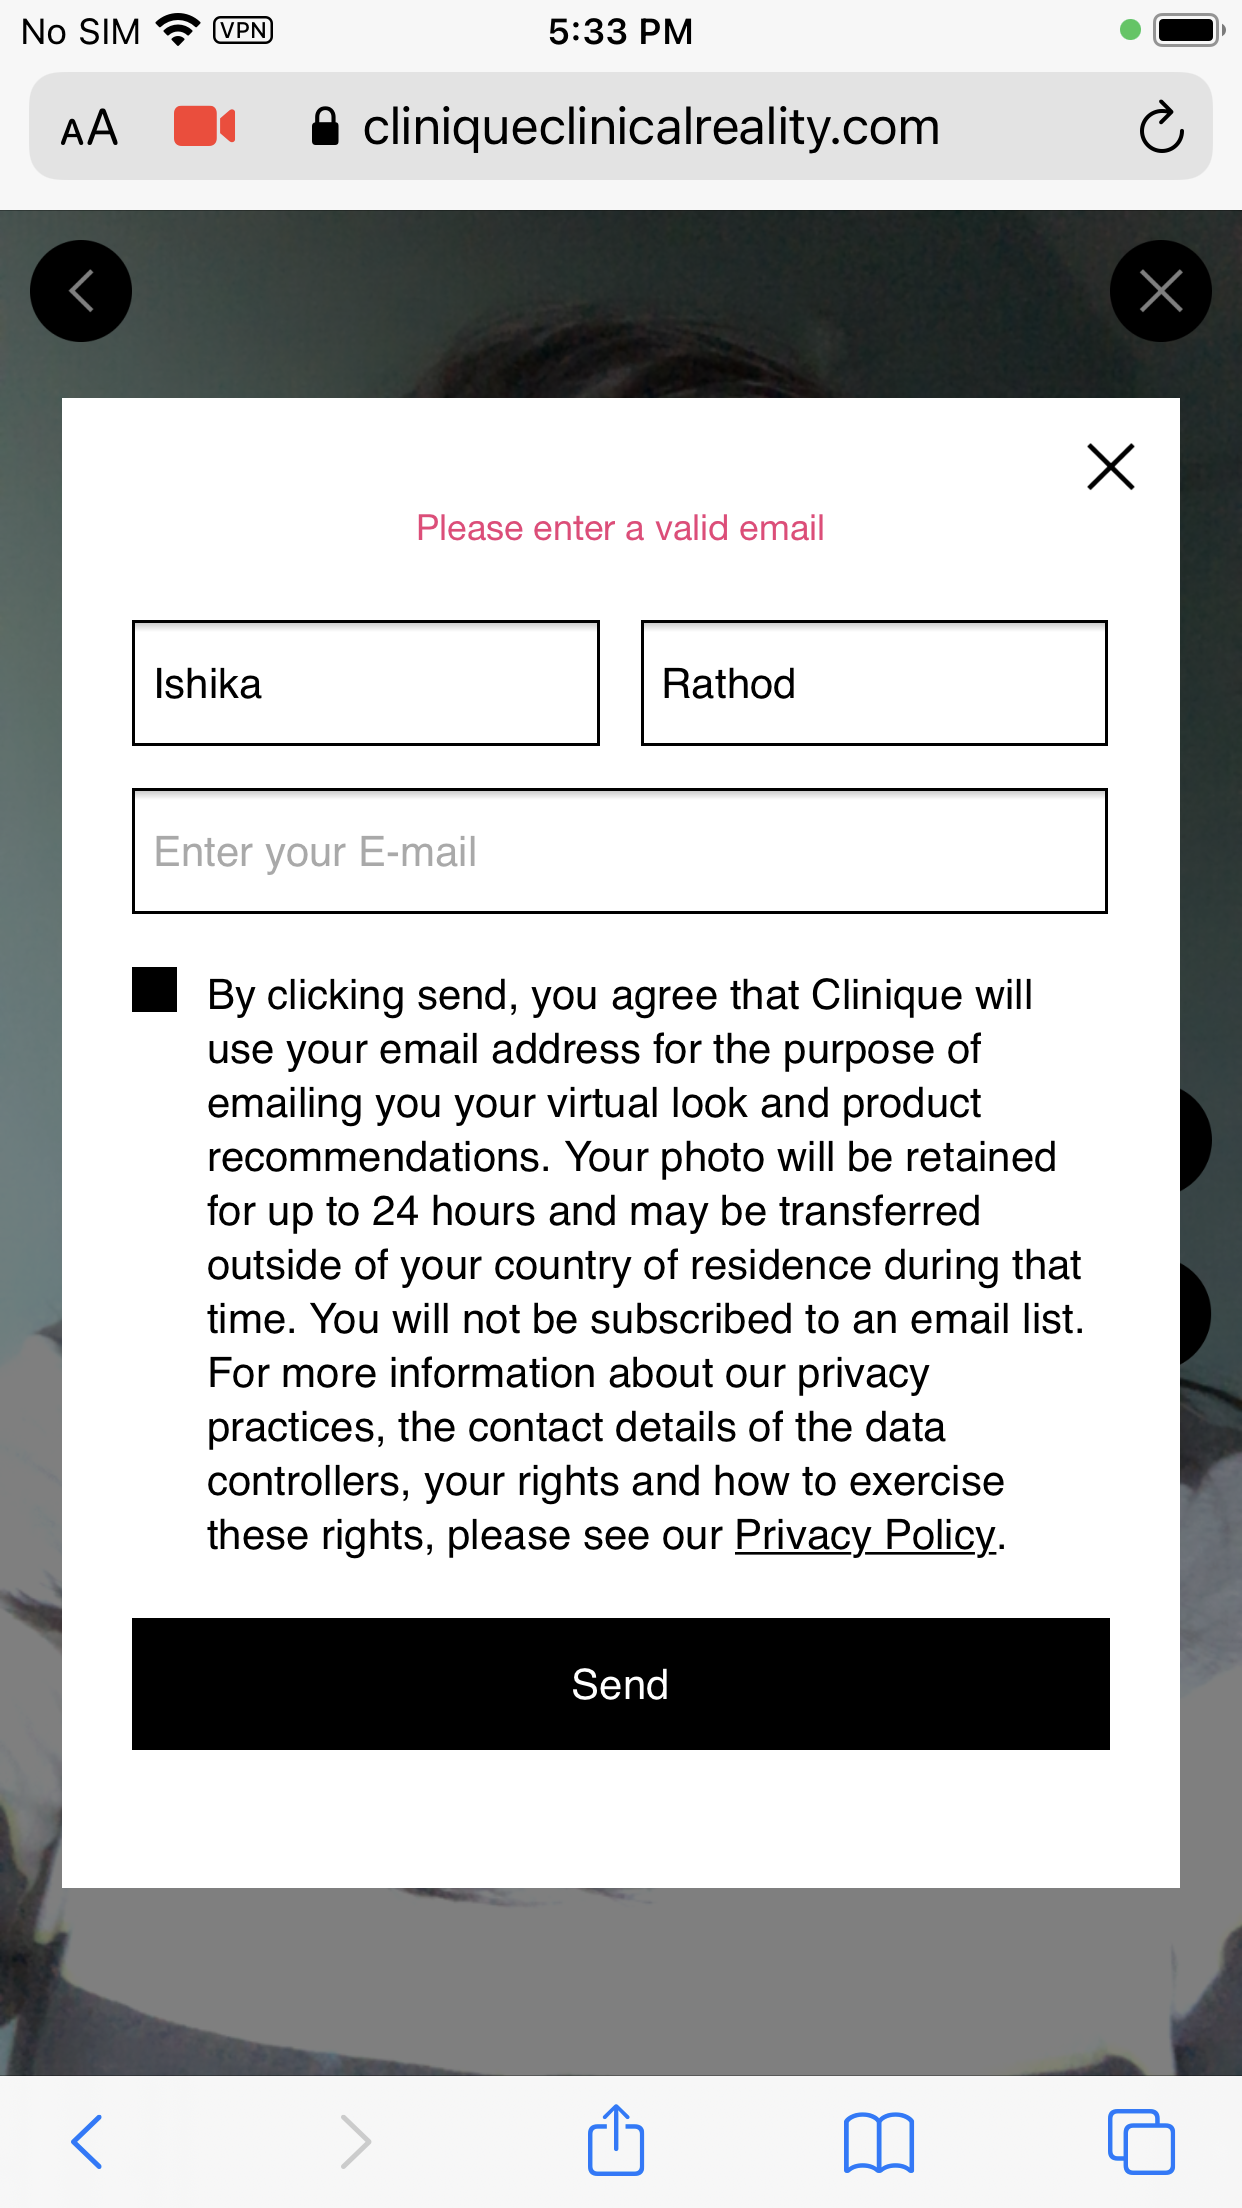 No SIM VPN 5:33 PM
AA cliniqueclinicalreality.com
Please enter a valid email
Ishika Rathod
Enter your E-mail
By clicking send, you agree that Clinique will
use your email address for the purpose of
emailing you your virtual look and product
recommendations. Your photo will be retained
for up to 24 hours and may be transferred
outside of your country of residence during that
time. You will not be subscribed to an email list.
For more information about our privacy
practices, the contact details of the data
controllers, your rights and how to exercise
these rights, please see our Privacy Policy.
Send